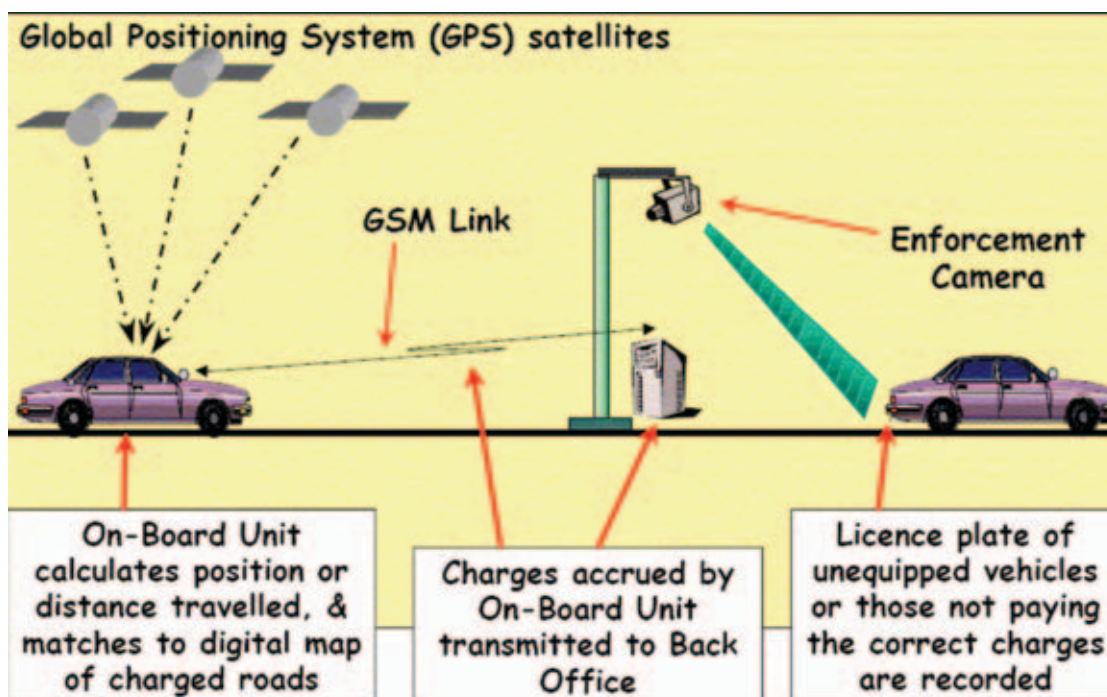 Global Positioning System (GPS) satellites
GSM Link
Enforcement
Camera
On-Board Unit
calculates position or
distance travelled, &
matches to digital map
of charged roads
Charges accrued by
On-Board Unit
transmitted to Back
Office
Licence plate of
unequipped vehicles
or those not paying
the correct charges
are recorded